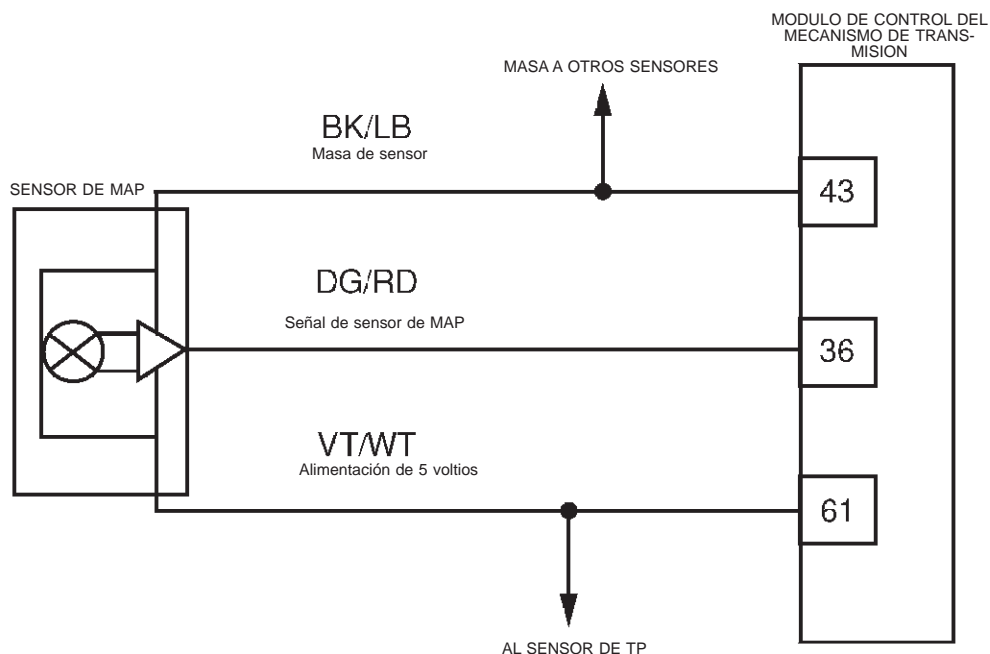 MODULO DE CONTROL DEL
MECANISMO DE TRANS-
MISION
MASA A OTROS SENSORES
BK/LB
Masa de sensor
SENSOR DE MAP
43
DG/RD
Señal de sensor de MAP
36
VT/WT
Alimentación de 5 voltios
61
AL SENSOR DE TP